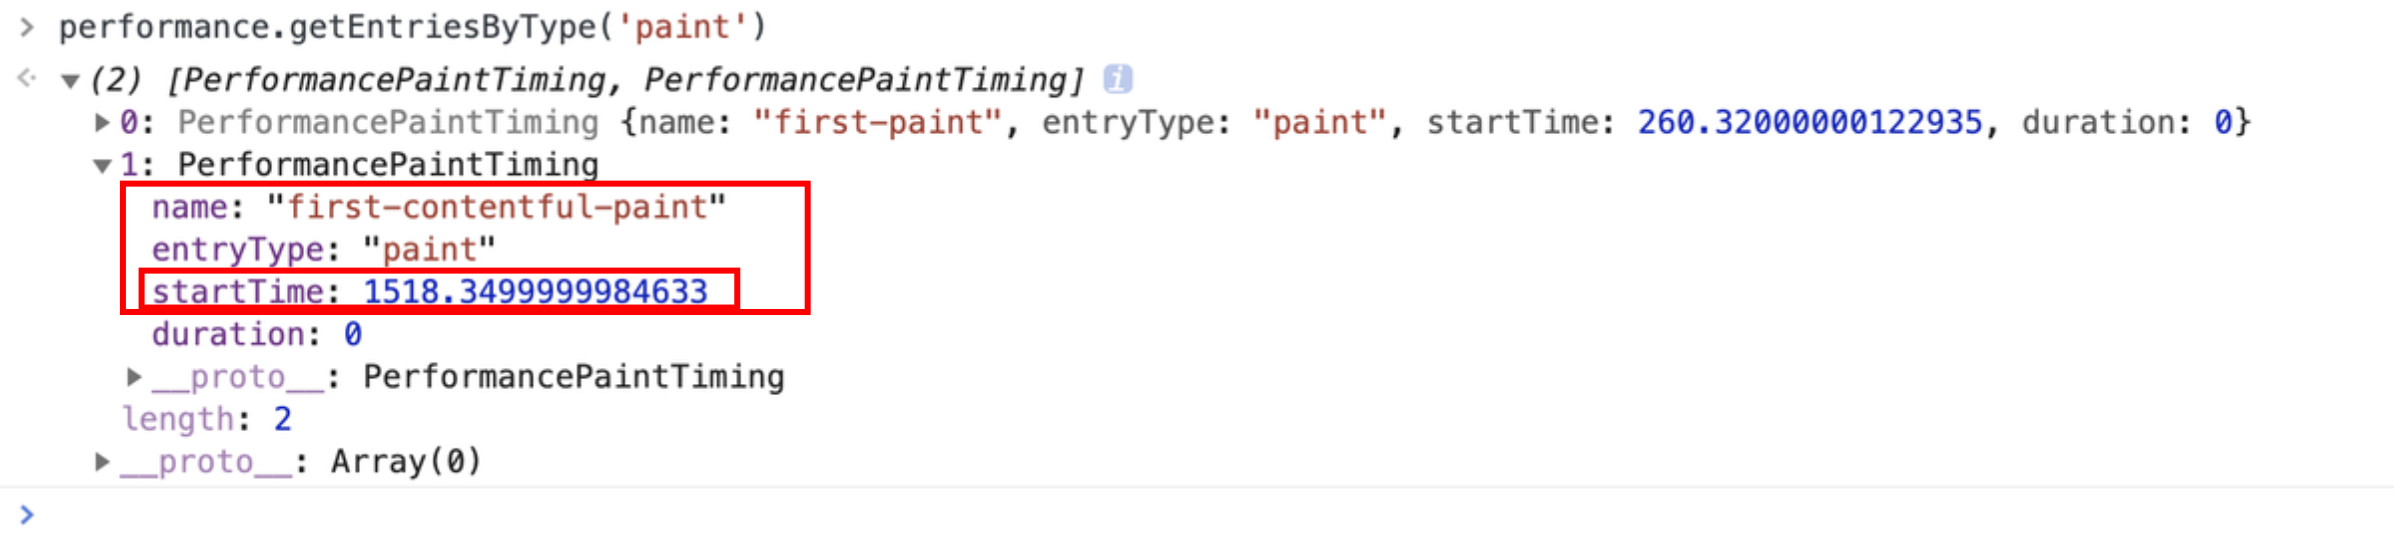 > performance.getEntriesByType('paint')
<· ▼(2) [PerformancePaintTiming, PerformancePaintTiming] i
▶0: PerformancePaintTiming {name: "first-paint", entryType: "paint", startTime: 260.32000000122935, duration: 0}
▼1: PerformancePaintTiming
name: "first-contentful-paint"
entryType: "paint"
startTime: 1518.3499999984633
duration: 0
▶__proto__: PerformancePaintTiming
length: 2
▶__proto__: Array(0)
>